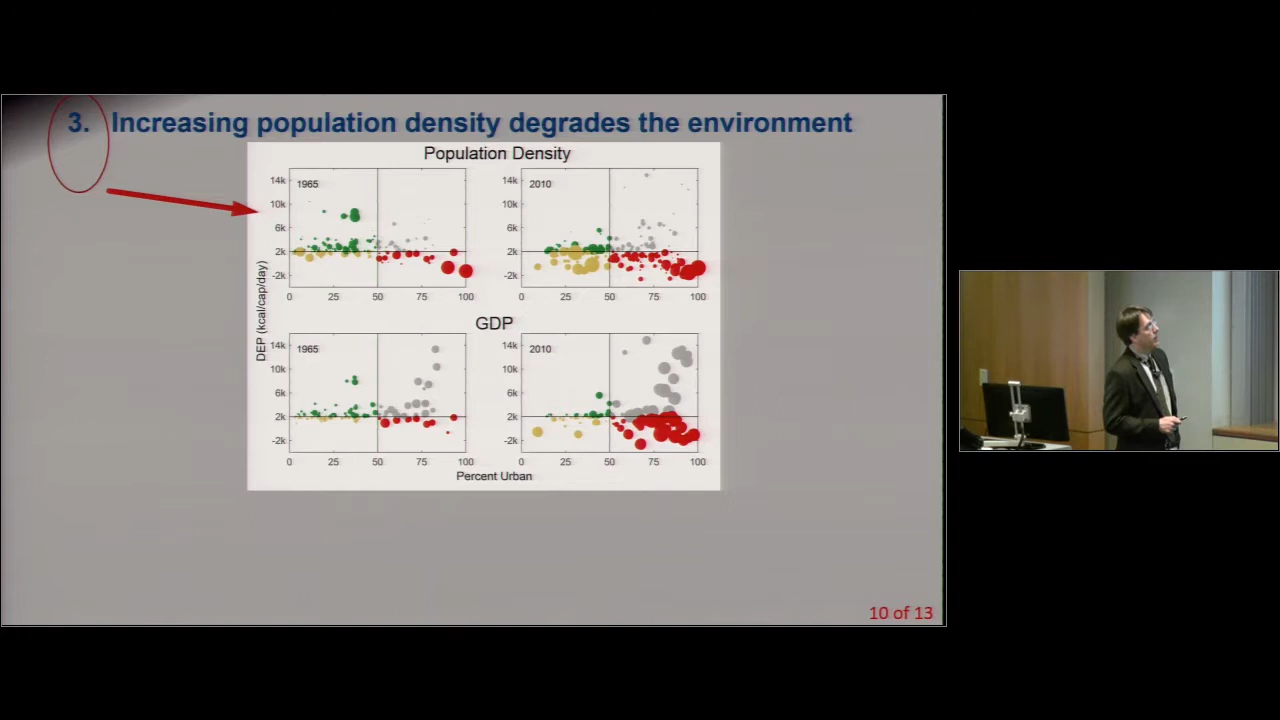 3. Increasing population density degrades the environment
Population Density
1965
2010
14k
10k
6k
2k
-2k
14k
10k
6k
2k
-2k
0 25 50 75 100
0 25 50 75 100
DEP (kcal/cap/day)
GDP
1965
2010
14k
10k
6k
2k
-2k
14k
10k
6k
2k
-2k
0 25 50 75 100
0 25 50 75 100
Percent Urban
10 of 13